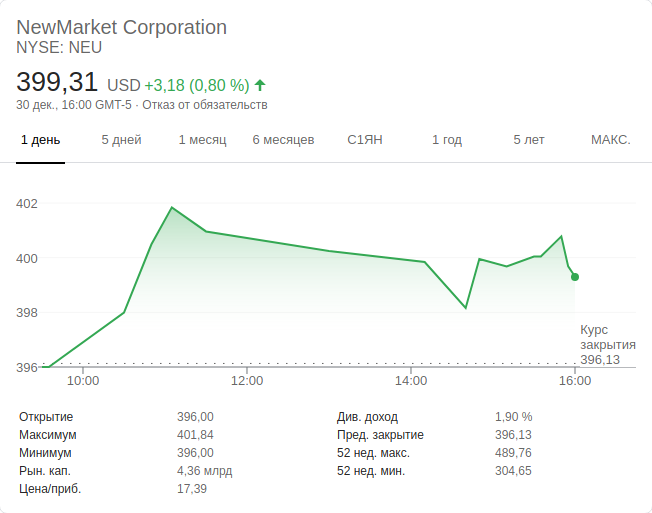 NewMarket Corporation
NYSE: NEU
399,31 USD +3,18 (0,80 %)
30 дек., 16:00 GMT-5 · Отказ от обязательств
1 день 5 дней 1 месяц 6 месяцев С1ЯН 1 год 5 лет МАКС.
402
400
398
396
Курс
закрытия
396,13
10:00 12:00 14:00 16:00
Открытие 396,00
Максимум 401,84
Минимум 396,00
Рын. кап. 4,36 млрд
Цена/приб. 17,39
Див. доход 1,90 %
Пред. закрытие 396,13
52 нед. макс. 489,76
52 нед. мин. 304,65